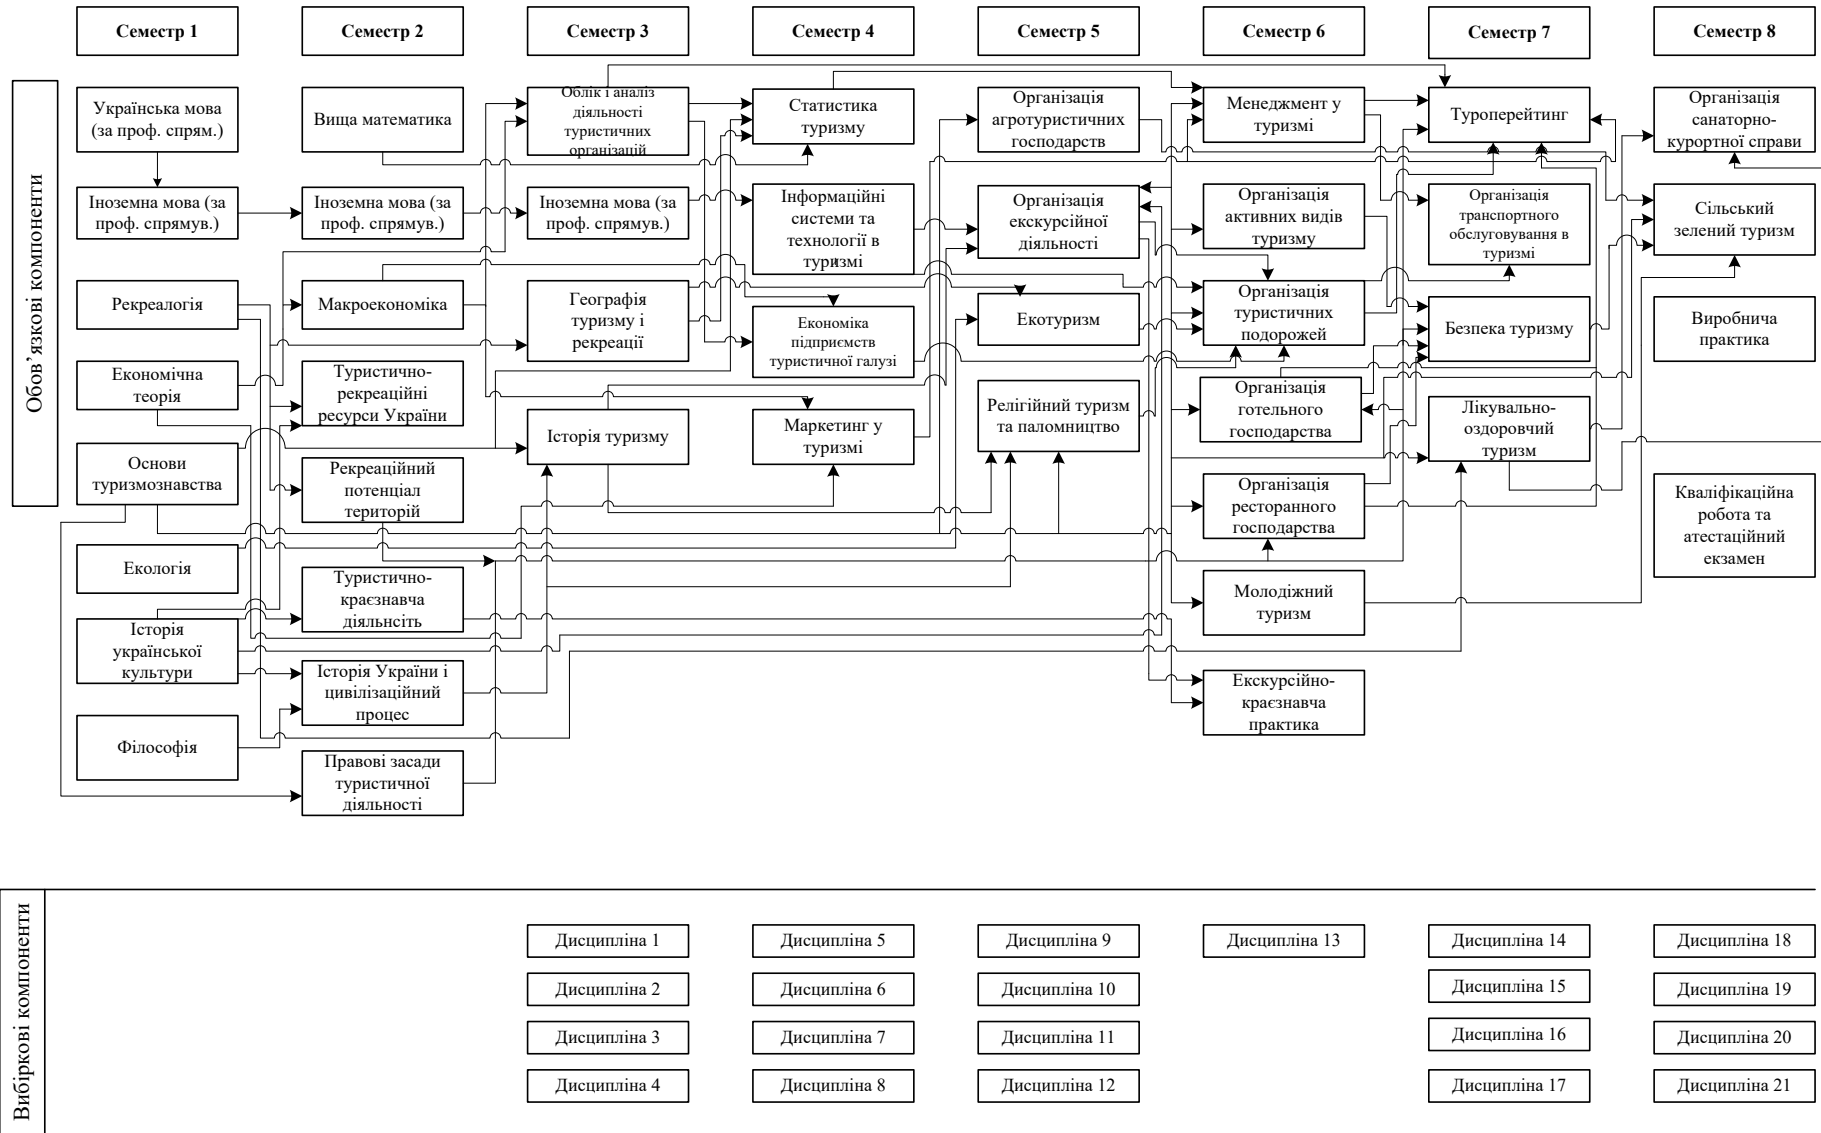 Семестр 1
Семестр 2
Семестр 3
Семестр 4
Семестр 5
Семестр 6
Семестр 7
Семестр 8
Обов’язкові компоненти
Українська мова
(за проф. спрям.)
Іноземна мова (за
проф. спрямув.)
Рекреалогія
Економічна
теорія
Основи
туризмознавства
Екологія
Історія
української
культури
Філософія
Вища математика
Іноземна мова (за
проф. спрямув.)
Макроекономіка
Туристично-
рекреаційні
ресурси України
Рекреаційний
потенціал
територій
Туристично-
краєзнавча
діяльнсіть
Історія України і
цивілізаційний
процес
Правові засади
туристичної
діяльності
Облік і аналіз
діяльності
туристичних
організацій
Іноземна мова (за
проф. спрямув.)
Географія
туризму і
рекреації
Історія туризму
Статистика
туризму
Інформаційні
системи та
технології в
туризмі
Економіка
підприємств
туристичної галузі
Маркетинг у
туризмі
Організація
агротуристичних
господарств
Організація
екскурсійної
діяльності
Екотуризм
Релігійний туризм
та паломництво
Менеджмент у
туризмі
Організація
активних видів
туризму
Організація
туристичних
подорожей
Організація
готельного
господарства
Організація
ресторанного
господарства
Молодіжний
туризм
Екскурсійно-
краєзнавча
практика
Туроперейтинг
Організація
транспортного
обслуговування в
туризмі
Безпека туризму
Лікувально-
оздоровчий
туризм
Організація
санаторно-
курортної справи
Сільський
зелений туризм
Виробнича
практика
Кваліфікаційна
робота та
атестаційний
екзамен
Вибіркові компоненти
Дисципліна 1
Дисципліна 2
Дисципліна 3
Дисципліна 4
Дисципліна 5
Дисципліна 6
Дисципліна 7
Дисципліна 8
Дисципліна 9
Дисципліна 10
Дисципліна 11
Дисципліна 12
Дисципліна 13
Дисципліна 14
Дисципліна 15
Дисципліна 16
Дисципліна 17
Дисципліна 18
Дисципліна 19
Дисципліна 20
Дисципліна 21